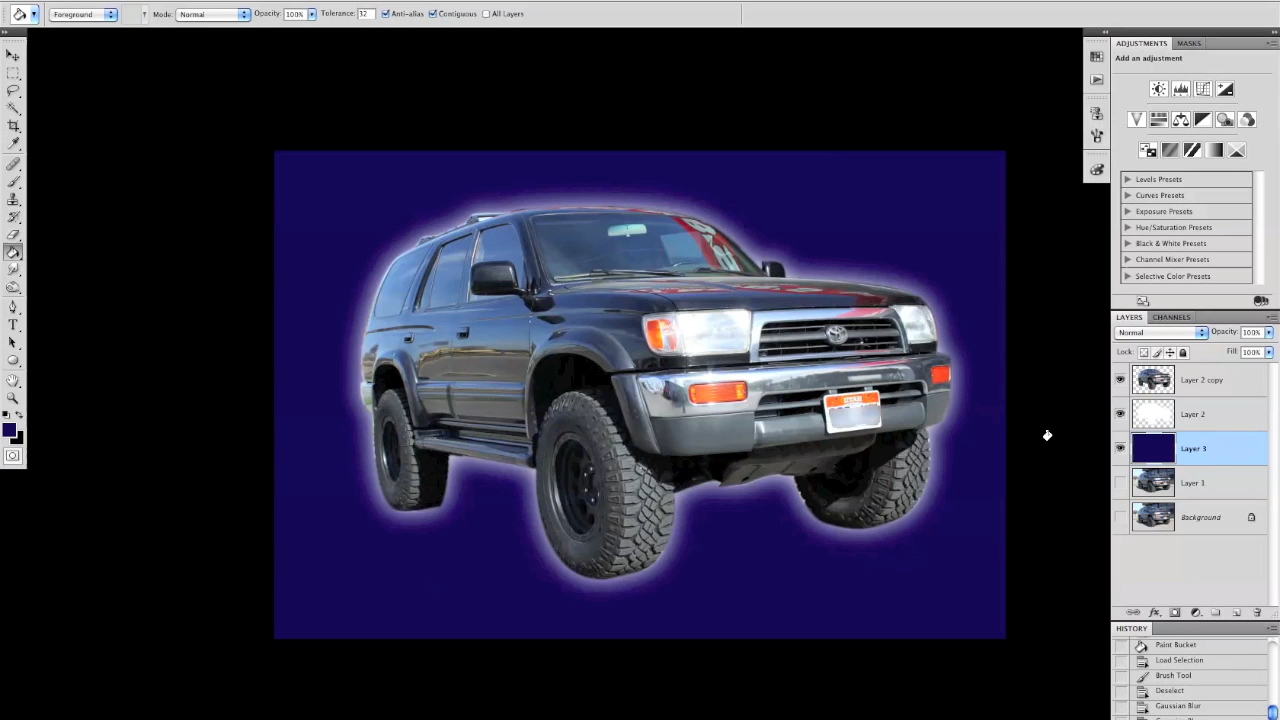 Foreground
Mode: Normal
Opacity: 100%
Tolerance: 32
Anti-alias
Contiguous
All Layers
ADJUSTMENTS
MASKS
Add an adjustment
Levels Presets
Curves Presets
Exposure Presets
Hue/Saturation Presets
Black & White Presets
Channel Mixer Presets
Selective Color Presets
LAYERS
CHANNELS
Normal
Opacity: 100%
Lock:
Fill: 100%
Layer 2 copy
Layer 2
Layer 3
Layer 1
Background
HISTORY
Paint Bucket
Load Selection
Brush Tool
Deselect
Gaussian Blur
UTAH